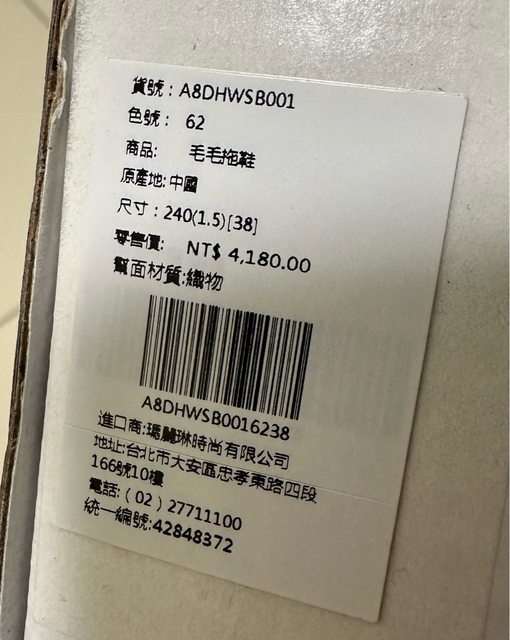 貨號：A8DHWSB001
色號： 62
商品: 毛毛拖鞋
原產地:中國
尺寸：240(1.5)[38]
零售價: NT$ 4,180.00
幫面材質:織物
A8DHWSB0016238
進口商:瑪麗琳時尚有限公司
地址:台北市大安區忠孝東路四段
166號10樓
電話:（02）27711100
統一編號:42848372